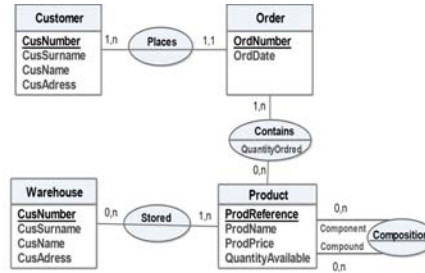 Customer
CusNumber
CusSurname
CusName
CusAdress
1,n
Places
1,1
Order
OrdNumber
OrdDate
1,n
Contains
QuantityOrdred
0,n
Warehouse
CusNumber
CusSurname
CusName
CusAdress
0,n
Stored
1,n
Product
ProdReference
ProdName
ProdPrice
QuantityAvailable
0,n
Component
Compound
0,n
Composition